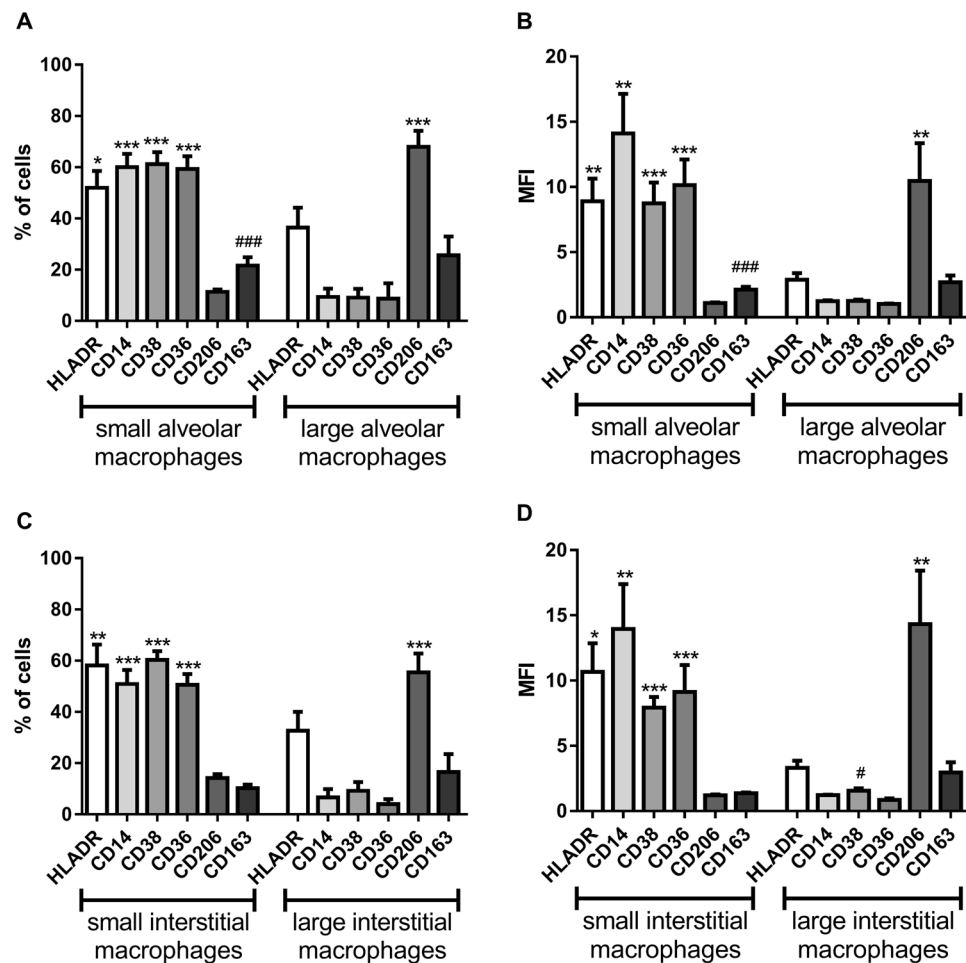 A
% of cells
100
80
60
40
20
0
*
***
***
***
###
***
HLADR
CD14
CD38
CD36
CD206
CD163
HLADR
CD14
CD38
CD36
CD206
CD163
small alveolar
macrophages
large alveolar
macrophages
B
MFI
20
15
10
5
0
**
**
***
***
###
**
HLADR
CD14
CD38
CD36
CD206
CD163
HLADR
CD14
CD38
CD36
CD206
CD163
small alveolar
macrophages
large alveolar
macrophages
C
% of cells
100
80
60
40
20
0
**
***
***
***
***
HLADR
CD14
CD38
CD36
CD206
CD163
HLADR
CD14
CD38
CD36
CD206
CD163
small interstitial
macrophages
large interstitial
macrophages
D
MFI
20
15
10
5
0
*
**
***
***
#
**
HLADR
CD14
CD38
CD36
CD206
CD163
HLADR
CD14
CD38
CD36
CD206
CD163
small interstitial
macrophages
large interstitial
macrophages